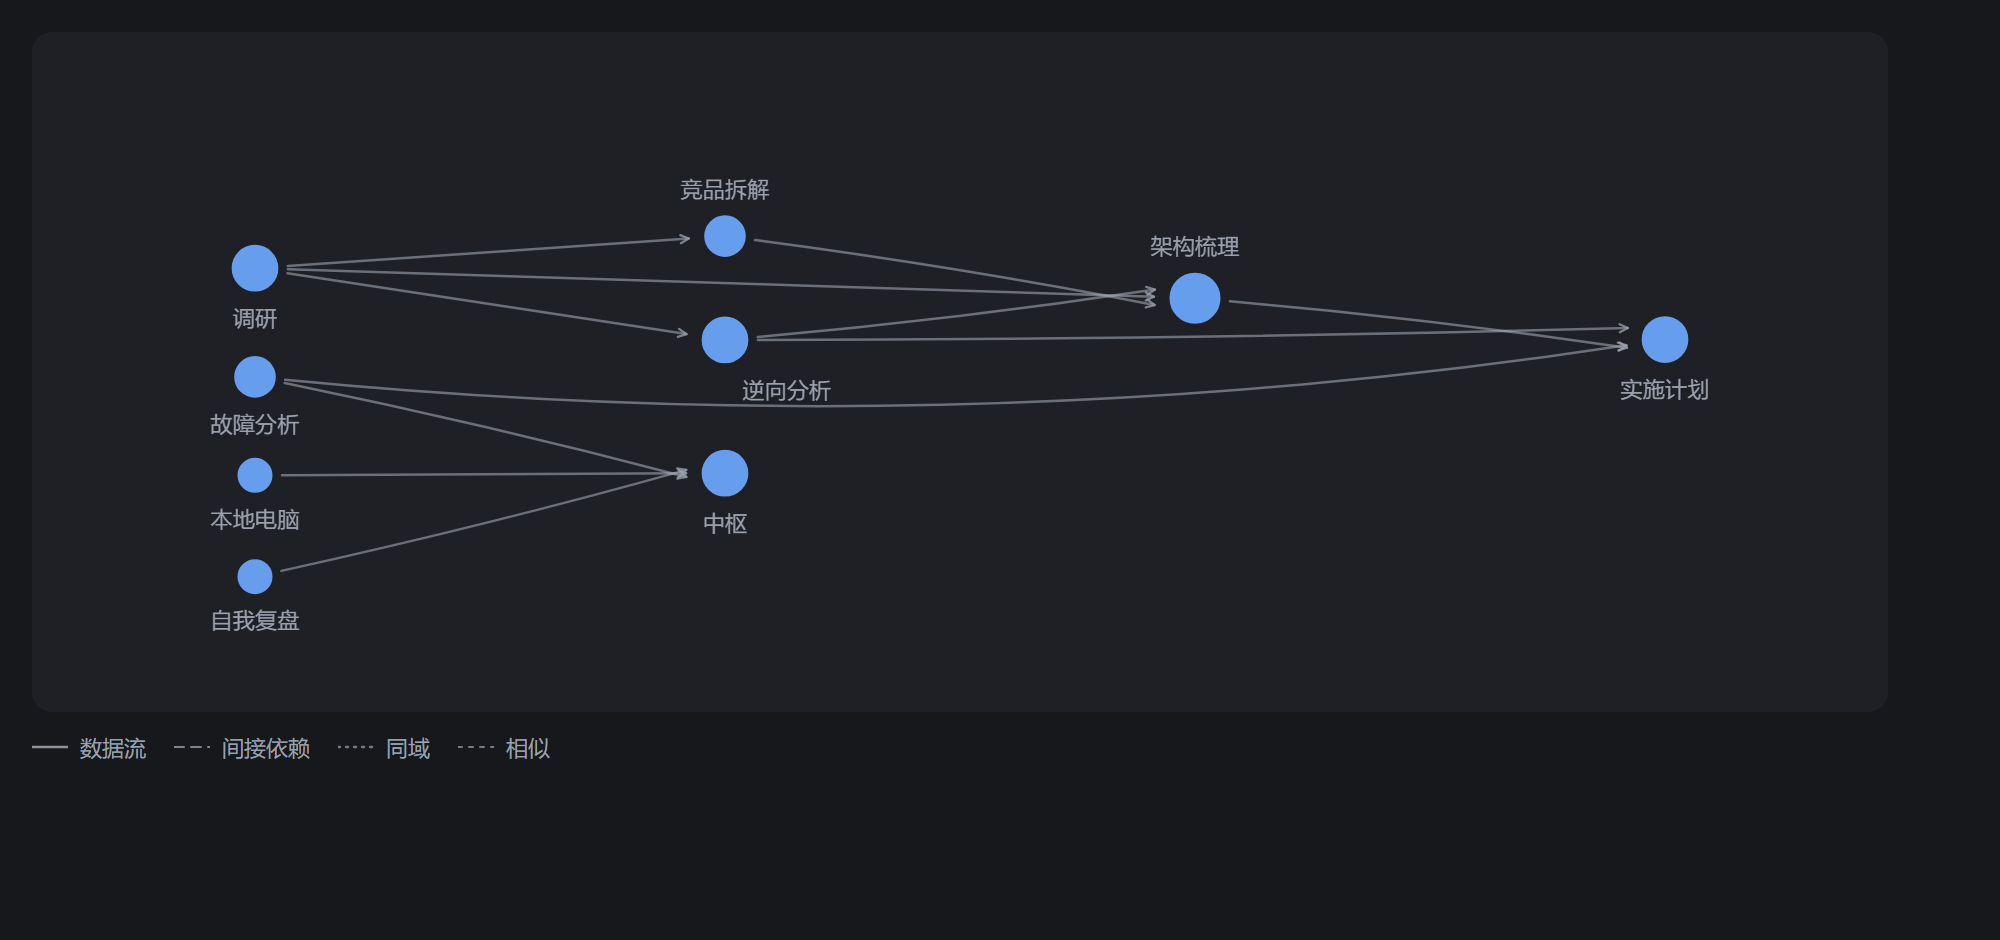 竞品拆解
架构梳理
调研
逆向分析
实施计划
故障分析
本地电脑
中枢
自我复盘
数据流 间接依赖 同域 相似